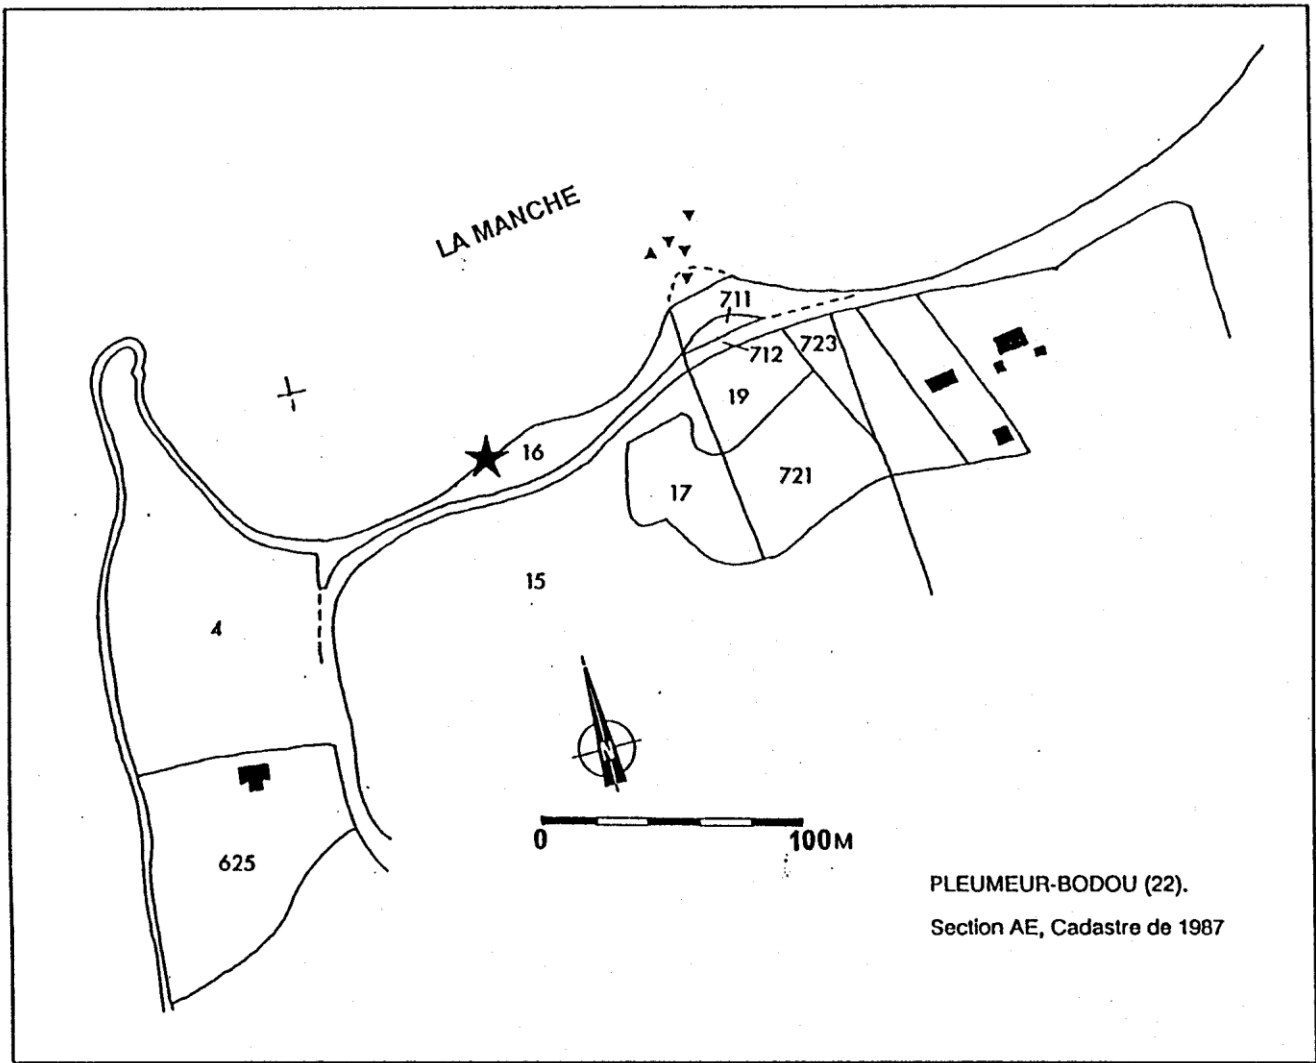 LA MANCHE
711
712
723
19
16
17
721
15
4
N
0
100M
625
PLEUMEUR-BODOU (22).
Section AE, Cadastre de 1987